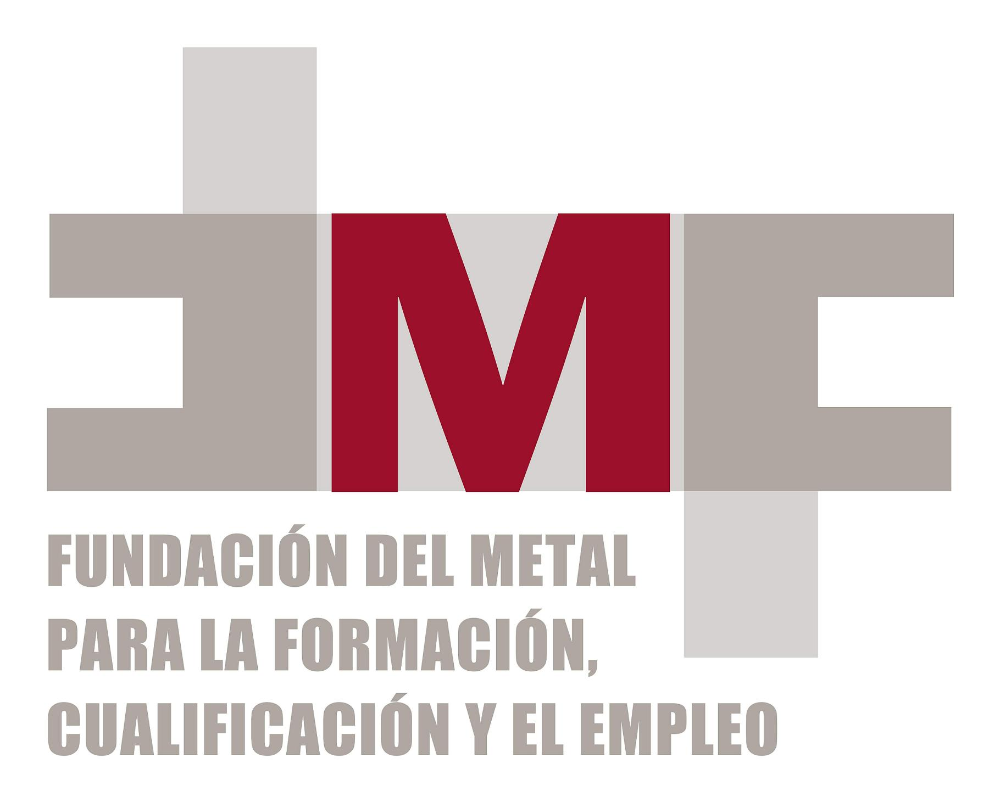 M
FUNDACIÓN DEL METAL
PARA LA FORMACIÓN,
CUALIFICACIÓN Y EL EMPLEO